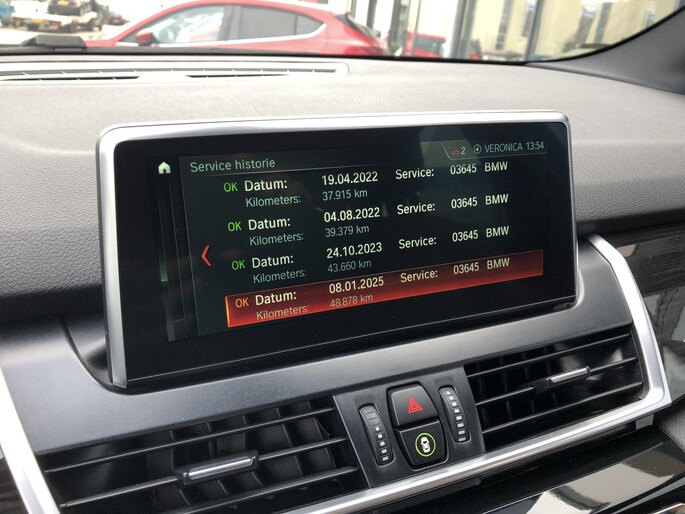 2 VERONICA 13:54
Service historie
OK Datum: 19.04.2022 Service: 03645 BMW
Kilometers: 37.915 km
OK Datum: 04.08.2022 Service: 03645 BMW
Kilometers: 39.379 km
OK Datum: 24.10.2023 Service: 03645 BMW
Kilometers: 43.660 km
OK Datum: 08.01.2025 Service: 03645 BMW
Kilometers: 48.878 km